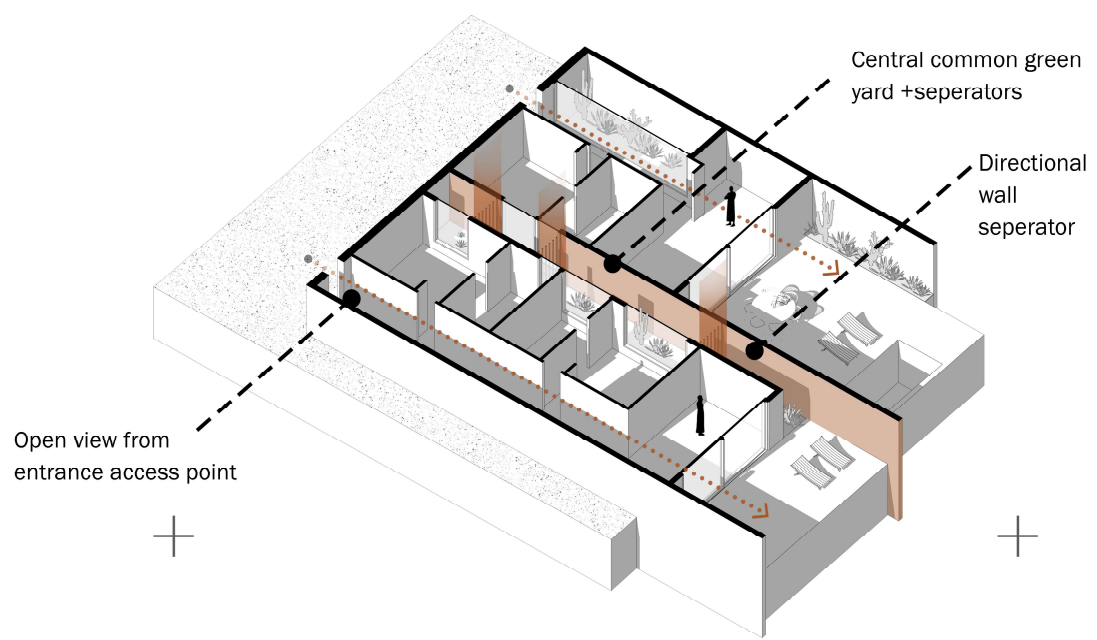 Central common green
yard +seperators
Directional
wall
seperator
Open view from
entrance access point